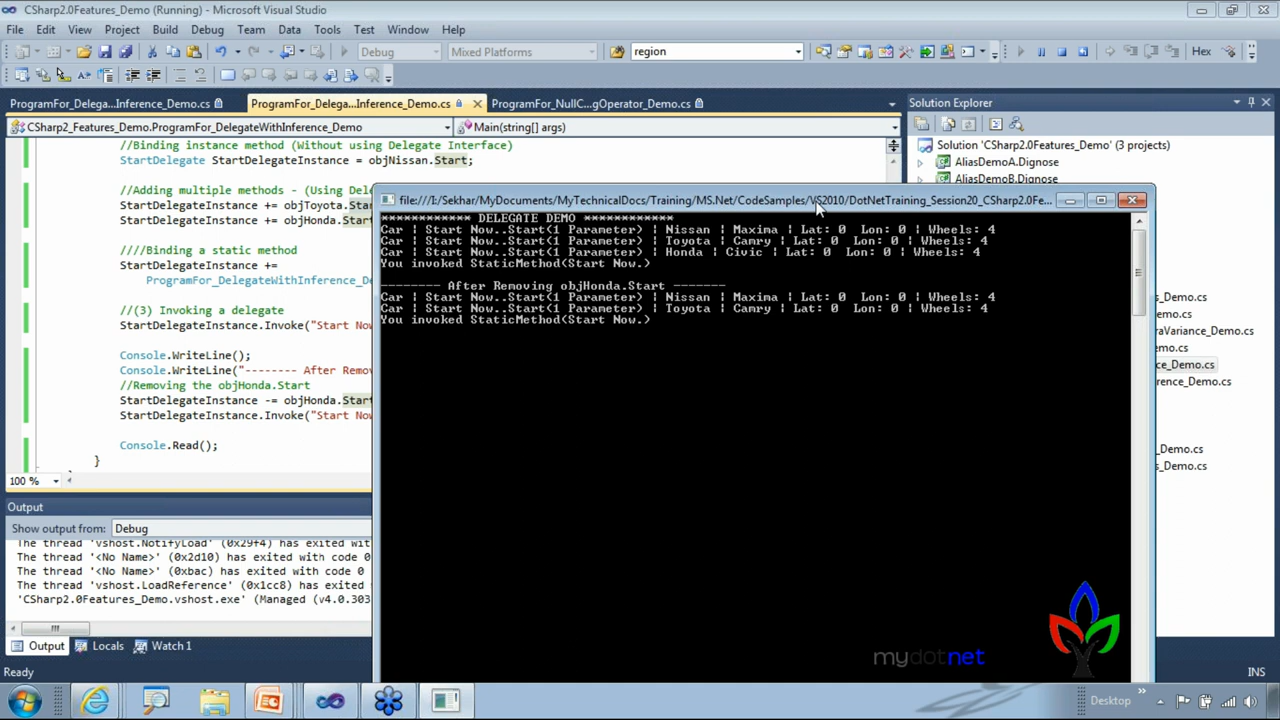 CSharp2.0Features_Demo (Running) - Microsoft Visual Studio
File Edit View Project Build Debug Team Data Tools Test Window Help
Debug Mixed Platforms region Hex
ProgramFor_Delega...Inference_Demo.cs ProgramFor_Delega...Inference_Demo.cs ProgramFor_NullC...gOperator_Demo.cs
Solution Explorer
CSharp2_Features_Demo.ProgramFor_DelegateWithInference_Demo Main(string[] args)
//Binding instance method (Without using Delegate Interface)
StartDelegate StartDelegateInstance = objNissan.Start;
//Adding multiple methods - (Using Del
StartDelegateInstance += objToyota.Star
StartDelegateInstance += objHonda.Start
//Binding a static method
StartDelegateInstance +=
ProgramFor_DelegateWithInference_D
//(3) Invoking a delegate
StartDelegateInstance.Invoke("Start Now
Console.WriteLine();
Console.WriteLine("-------- After Remov
//Removing the objHonda.Start
StartDelegateInstance -= objHonda.Start
StartDelegateInstance.Invoke("Start Now
Console.Read();
}
100 %
Solution 'CSharp2.0Features_Demo' (3 projects)
AliasDemoA.Dignose
AliasDemoB.Dignose
s_Demo.cs
o.cs
raVariance_Demo.cs
emo.cs
ce_Demo.cs
erence_Demo.cs
_Demo.cs
s_Demo.cs
file:///I:/Sekhar/MyDocuments/MyTechnicalDocs/Training/MS.Net/CodeSamples/VS2010/DotNetTraining_Session20_CSharp2.0Fe...
************ DELEGATE DEMO ************
Car | Start Now..Start(1 Parameter) | Nissan | Maxima | Lat: 0 Lon: 0 | Wheels: 4
Car | Start Now..Start(1 Parameter) | Toyota | Camry | Lat: 0 Lon: 0 | Wheels: 4
Car | Start Now..Start(1 Parameter) | Honda | Civic | Lat: 0 Lon: 0 | Wheels: 4
You invoked StaticMethod(Start Now.)
-------- After Removing objHonda.Start -------
Car | Start Now..Start(1 Parameter) | Nissan | Maxima | Lat: 0 Lon: 0 | Wheels: 4
Car | Start Now..Start(1 Parameter) | Toyota | Camry | Lat: 0 Lon: 0 | Wheels: 4
You invoked StaticMethod(Start Now.)
Output
Show output from: Debug
The thread 'vshost.NotifyLoad' (0x29f4) has exited with
The thread '<No Name>' (0x2d10) has exited with code 0
The thread '<No Name>' (0xbac) has exited with code 0
The thread 'vshost.LoadReference' (0x1cc8) has exited
'CSharp2.0Features_Demo.vshost.exe' (Managed (v4.0.303
Output Locals Watch 1
Ready INS
mydotnet
Desktop